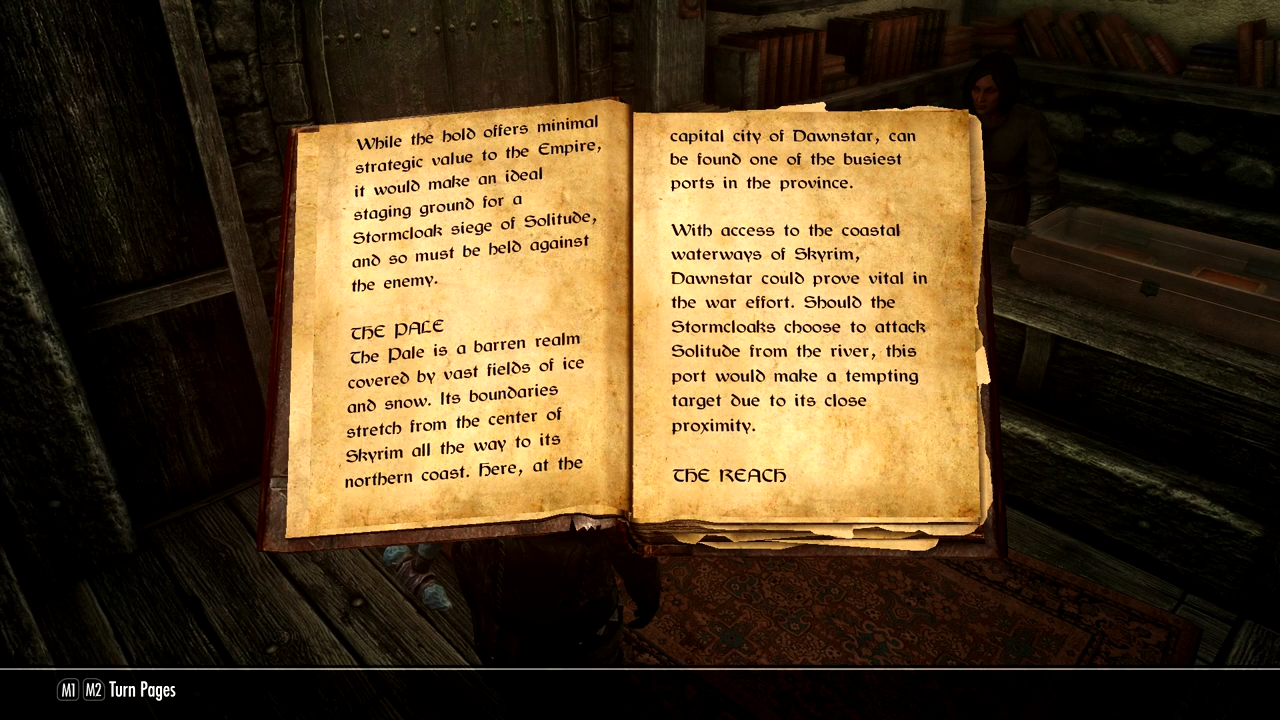 While the hold offers minimal
strategic value to the Empire,
it would make an ideal
staging ground for a
Stormcloak siege of Solitude,
and so must be held against
the enemy.
THE PALE
The Pale is a barren realm
covered by vast fields of ice
and snow. Its boundaries
stretch from the center of
Skyrim all the way to its
northern coast. Here, at the
capital city of Dawnstar, can
be found one of the busiest
ports in the province.
With access to the coastal
waterways of Skyrim,
Dawnstar could prove vital in
the war effort. Should the
Stormcloaks choose to attack
Solitude from the river, this
port would make a tempting
target due to its close
proximity.
THE REACH
M1 M2 Turn Pages